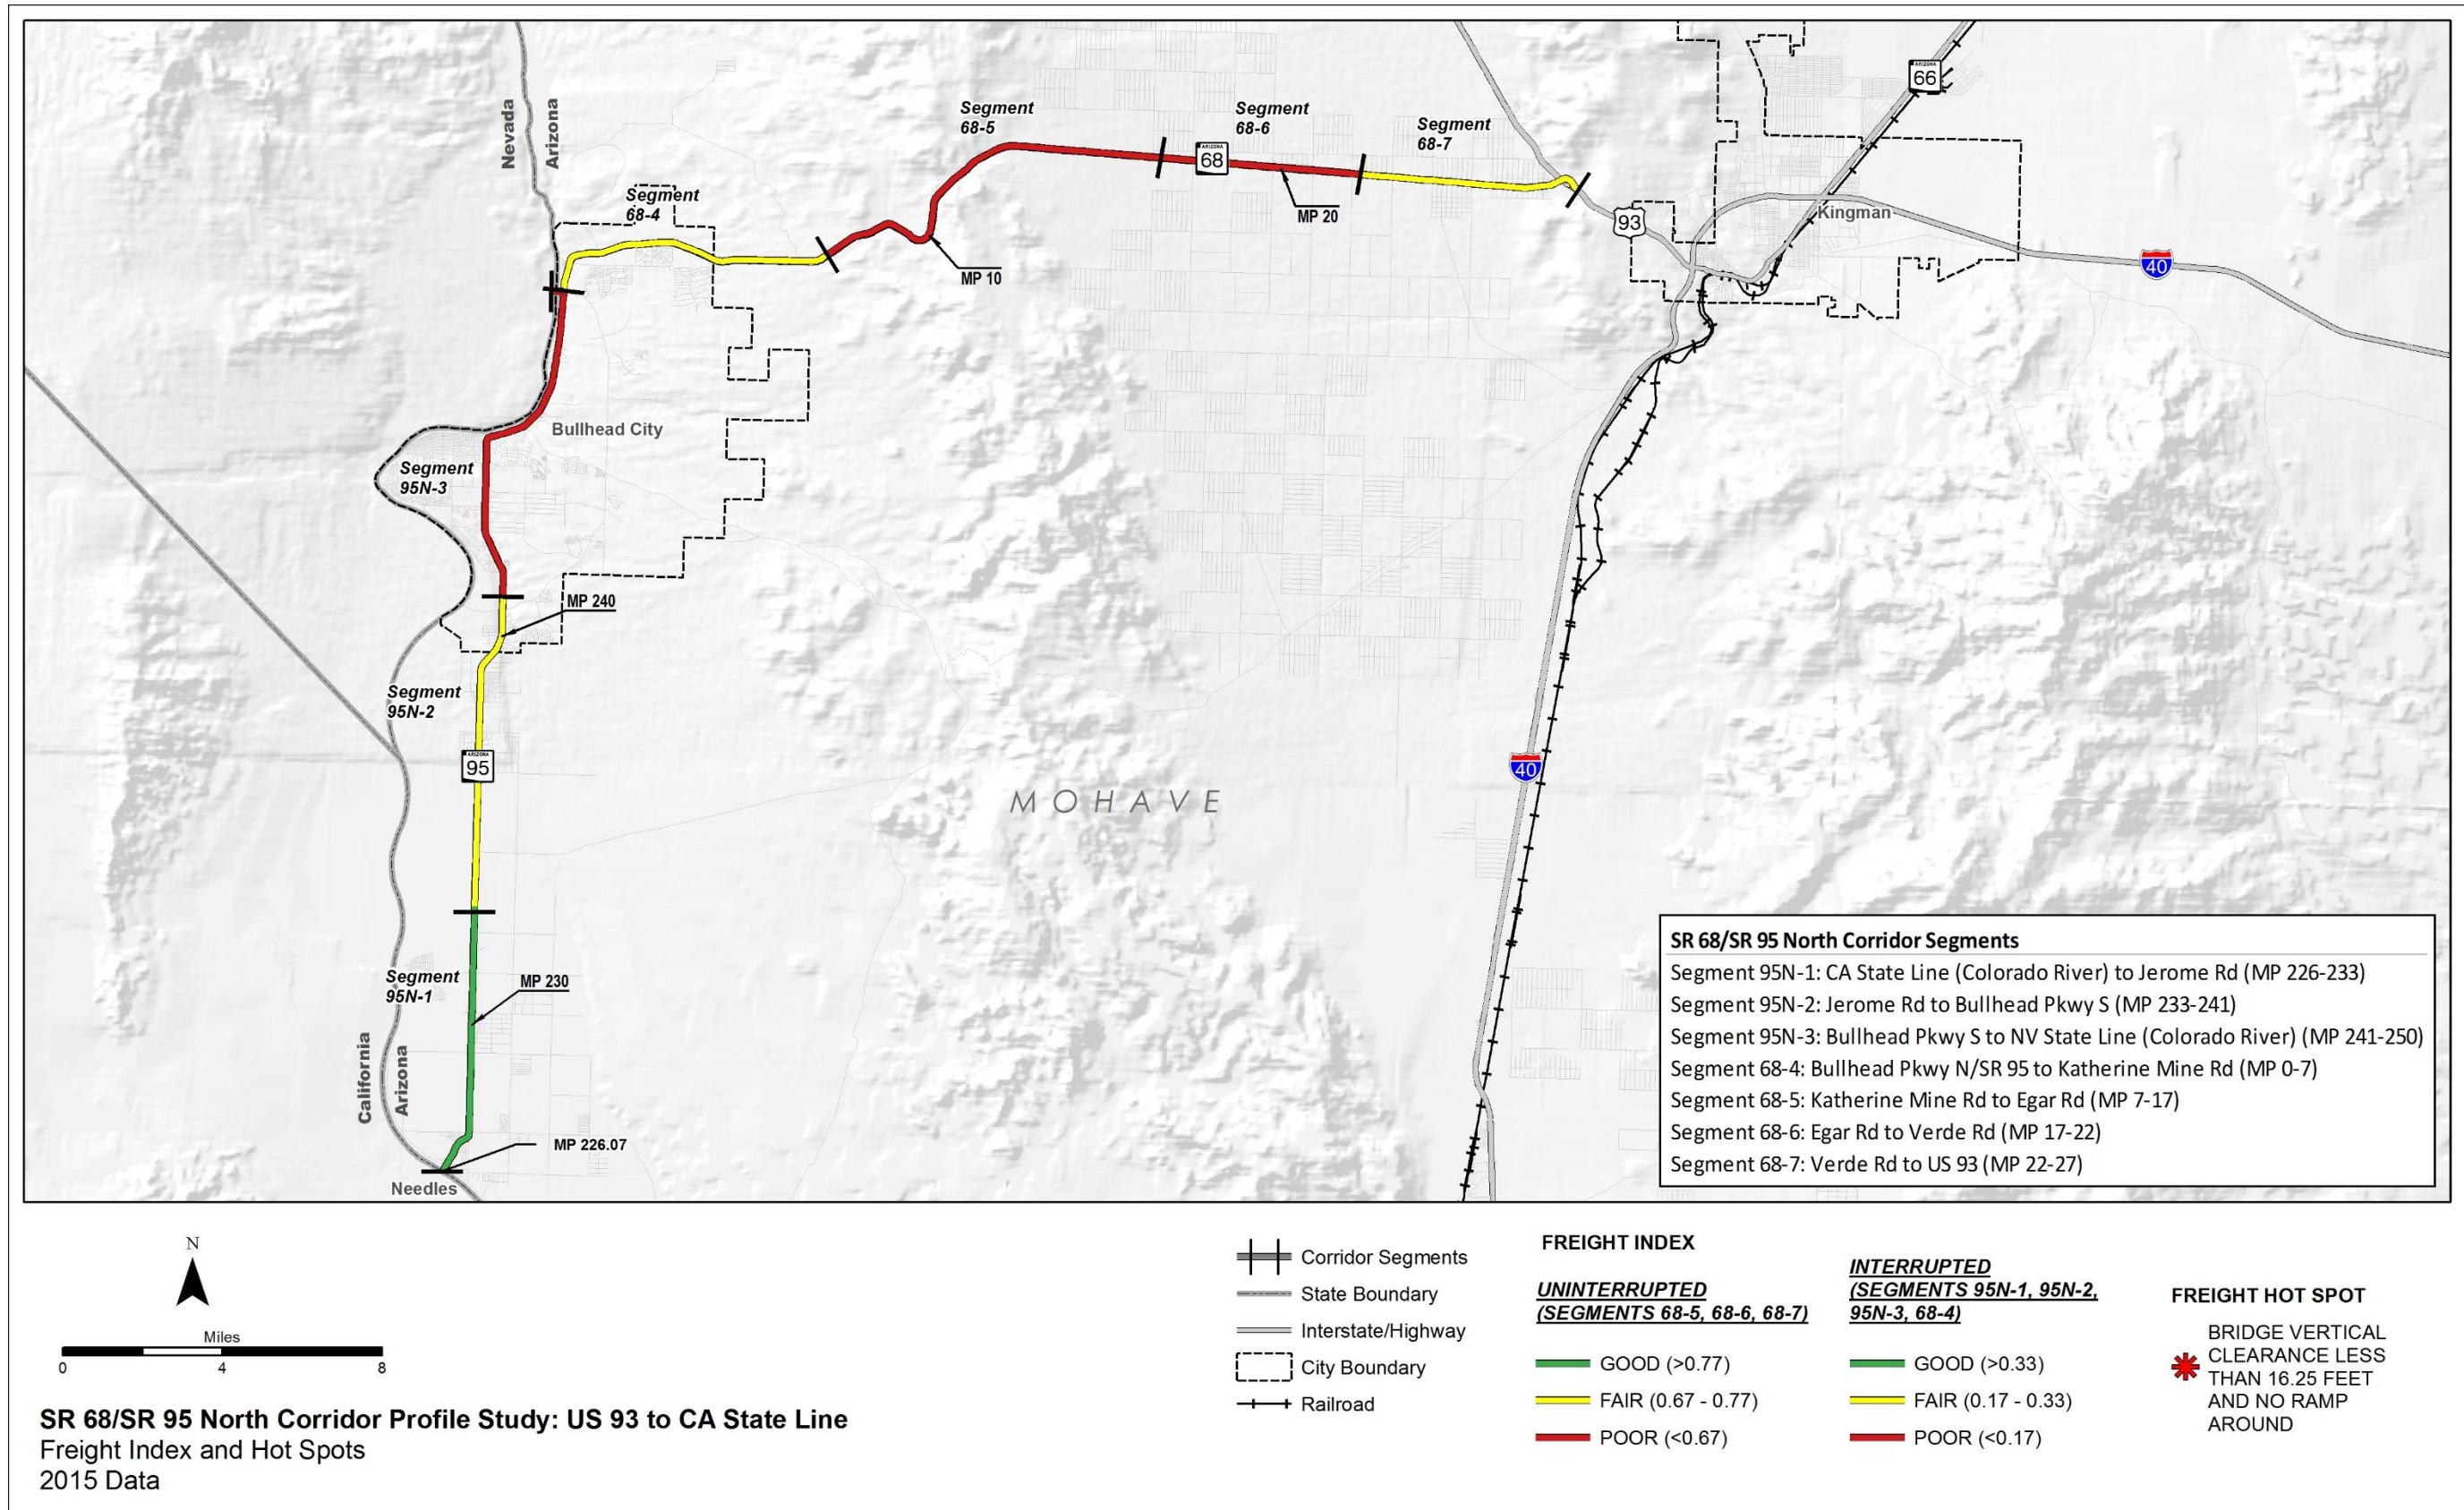 Nevada
Arizona
Segment
68-4
Segment
68-5
Segment
68-6
Segment
68-7
ARIZONA
68
ARIZONA
66
93
Kingman
40
MP 20
MP 10
Bullhead City
Segment
95N-3
MP 240
Segment
95N-2
ARIZONA
95
MOHAVE
40
Segment
95N-1
MP 230
California
Arizona
MP 226.07
Needles
SR 68/SR 95 North Corridor Segments
Segment 95N-1: CA State Line (Colorado River) to Jerome Rd (MP 226-233)
Segment 95N-2: Jerome Rd to Bullhead Pkwy S (MP 233-241)
Segment 95N-3: Bullhead Pkwy S to NV State Line (Colorado River) (MP 241-250)
Segment 68-4: Bullhead Pkwy N/SR 95 to Katherine Mine Rd (MP 0-7)
Segment 68-5: Katherine Mine Rd to Egar Rd (MP 7-17)
Segment 68-6: Egar Rd to Verde Rd (MP 17-22)
Segment 68-7: Verde Rd to US 93 (MP 22-27)
N
Miles
0 4 8
SR 68/SR 95 North Corridor Profile Study: US 93 to CA State Line
Freight Index and Hot Spots
2015 Data
Corridor Segments
State Boundary
Interstate/Highway
City Boundary
Railroad
FREIGHT INDEX
UNINTERRUPTED
(SEGMENTS 68-5, 68-6, 68-7)
GOOD (>0.77)
FAIR (0.67 - 0.77)
POOR (<0.67)
INTERRUPTED
(SEGMENTS 95N-1, 95N-2,
95N-3, 68-4)
GOOD (>0.33)
FAIR (0.17 - 0.33)
POOR (<0.17)
FREIGHT HOT SPOT
BRIDGE VERTICAL
CLEARANCE LESS
THAN 16.25 FEET
AND NO RAMP
AROUND